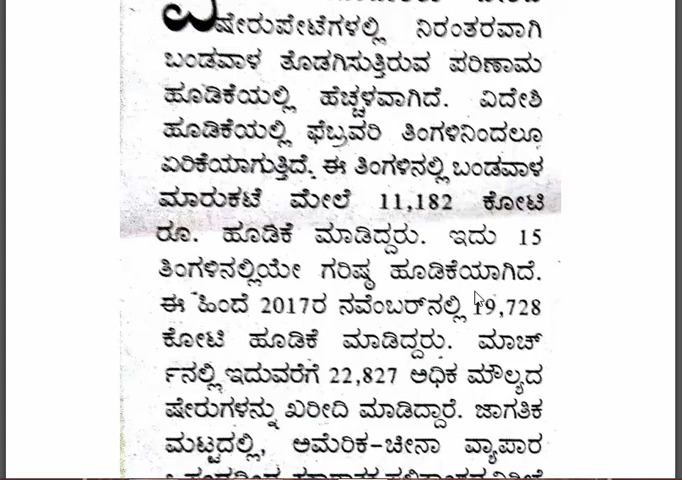 ಷೇರುಪೇಟೆಗಳಲ್ಲಿ ನಿರಂತರವಾಗಿ
ಬಂಡವಾಳ ತೊಡಗಿಸುತ್ತಿರುವ ಪರಿಣಾಮ
ಹೂಡಿಕೆಯಲ್ಲಿ ಹೆಚ್ಚಳವಾಗಿದೆ. ವಿದೇಶಿ
ಹೂಡಿಕೆಯಲ್ಲಿ ಫೆಬ್ರವರಿ ತಿಂಗಳಿನಿಂದಲೂ
ಏರಿಕೆಯಾಗುತ್ತಿದೆ. ಈ ತಿಂಗಳಿನಲ್ಲಿ ಬಂಡವಾಳ
ಮಾರುಕಟೆ ಮೇಲೆ 11,182 ಕೋಟಿ
ರೂ. ಹೂಡಿಕೆ ಮಾಡಿದ್ದರು. ಇದು 15
ತಿಂಗಳಿನಲ್ಲಿಯೇ ಗರಿಷ್ಠ ಹೂಡಿಕೆಯಾಗಿದೆ.
ಈ ಹಿಂದೆ 2017ರ ನವೆಂಬರ್‌ನಲ್ಲಿ 19,728
ಕೋಟಿ ಹೂಡಿಕೆ ಮಾಡಿದ್ದರು. ಮಾರ್ಚ್
ರ್ನಲ್ಲಿ ಇದುವರೆಗೆ 22,827 ಅಧಿಕ ಮೌಲ್ಯದ
ಷೇರುಗಳನ್ನು ಖರೀದಿ ಮಾಡಿದ್ದಾರೆ. ಜಾಗತಿಕ
ಮಟ್ಟದಲ್ಲಿ, ಅಮೆರಿಕ-ಚೀನಾ ವ್ಯಾಪಾರ